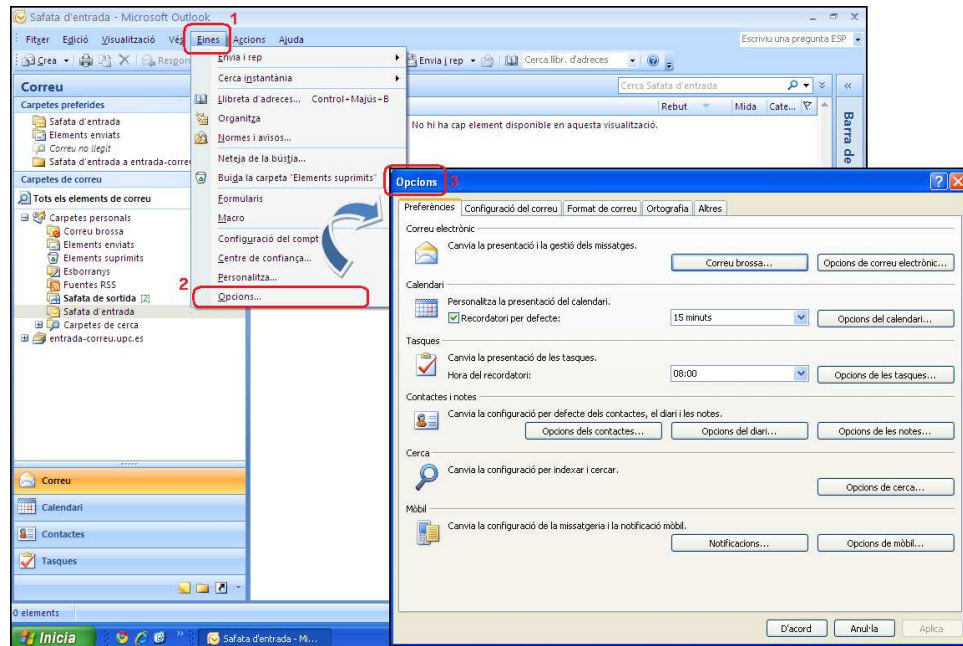 Safata d'entrada - Microsoft Outlook
1
Fitxer Edició Visualització Vés Eines Accions Ajuda
Escriviu una pregunta ESP
Crea Respon Envia i rep Cerca llibr. d'adreces
Correu
Carpetes preferides
Safata d'entrada
Elements enviats
Correu no llegit
Safata d'entrada a entrada-corre
Carpetes de correu
Tots els elements de correu
Carpetes personals
Correu brossa
Elements enviats
Elements suprimits
Esborranys
Fuentes RSS
Safata de sortida [2]
Safata d'entrada
Carpetes de cerca
entrada-correu.upc.es
Correu
Calendari
Contactes
Tasques
0 elements
Inicia
Safata d'entrada - Mi...
Envia i rep
Cerca instantània
Llibreta d'adreces... Control+Majús+B
Organitza
Normes i avisos...
Neteja de la bústia...
Buida la carpeta "Elements suprimits"
Formularis
Macro
Configuració del compt
Centre de confiança...
Personalitza...
2
Opcions...
Cerca Safata d'entrada
Rebut Mida Cate...
No hi ha cap element disponible en aquesta visualització.
Barra de
Opcions 3
Preferències Configuració del correu Format de correu Ortografia Altres
Correu electrònic
Canvia la presentació i la gestió dels missatges.
Correu brossa... Opcions de correu electrònic...
Calendari
Personalitza la presentació del calendari.
Recordatori per defecte: 15 minuts Opcions del calendari...
Tasques
Canvia la presentació de les tasques.
Hora del recordatori: 08:00 Opcions de les tasques...
Contactes i notes
Canvia la configuració per defecte dels contactes, el diari i les notes.
Opcions dels contactes... Opcions del diari... Opcions de les notes...
Cerca
Canvia la configuració per indexar i cercar.
Opcions de cerca...
Mòbil
Canvia la configuració de la missatgeria i la notificació mòbil.
Notificacions... Opcions de mòbil...
D'acord Anul·la Aplica